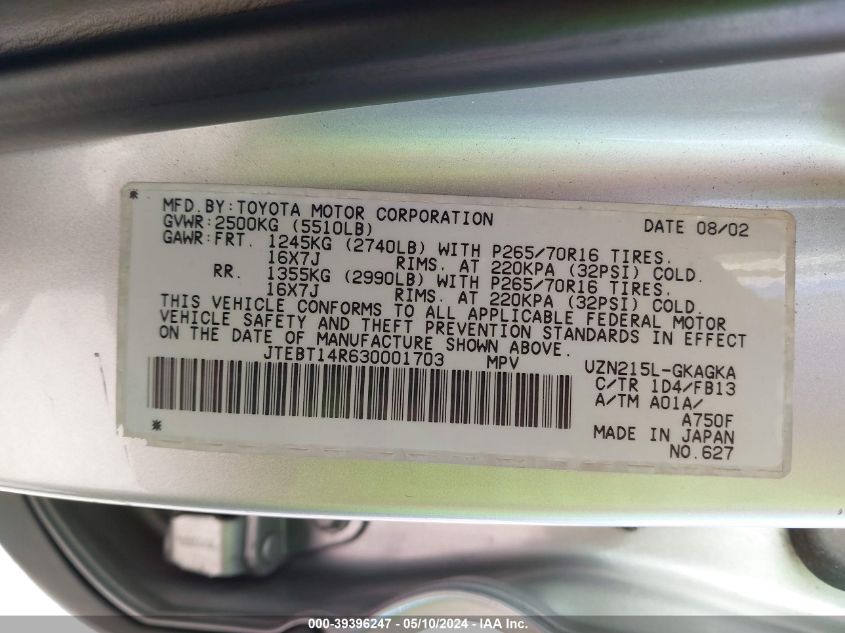 MFD.BY:TOYOTA MOTOR CORPORATION DATE 08/02
GVWR:2500KG (5510LB)
GAWR:FRT. 1245KG (2740LB) WITH P265/70R16 TIRES.
16X7J RIMS. AT 220KPA (32PSI) COLD.
RR. 1355KG (2990LB) WITH P265/70R16 TIRES.
16X7J RIMS. AT 220KPA (32PSI) COLD.
THIS VEHICLE CONFORMS TO ALL APPLICABLE FEDERAL MOTOR
VEHICLE SAFETY AND THEFT PREVENTION STANDARDS IN EFFECT
ON THE DATE OF MANUFACTURE SHOWN ABOVE.
JTEBT14R630001703 MPV VZN215L-GKAGKA
C/TR 1D4/FB13
A/TM A01A/
A750F
MADE IN JAPAN
NO.627
000-39396247 - 05/10/2024 - IAA Inc.